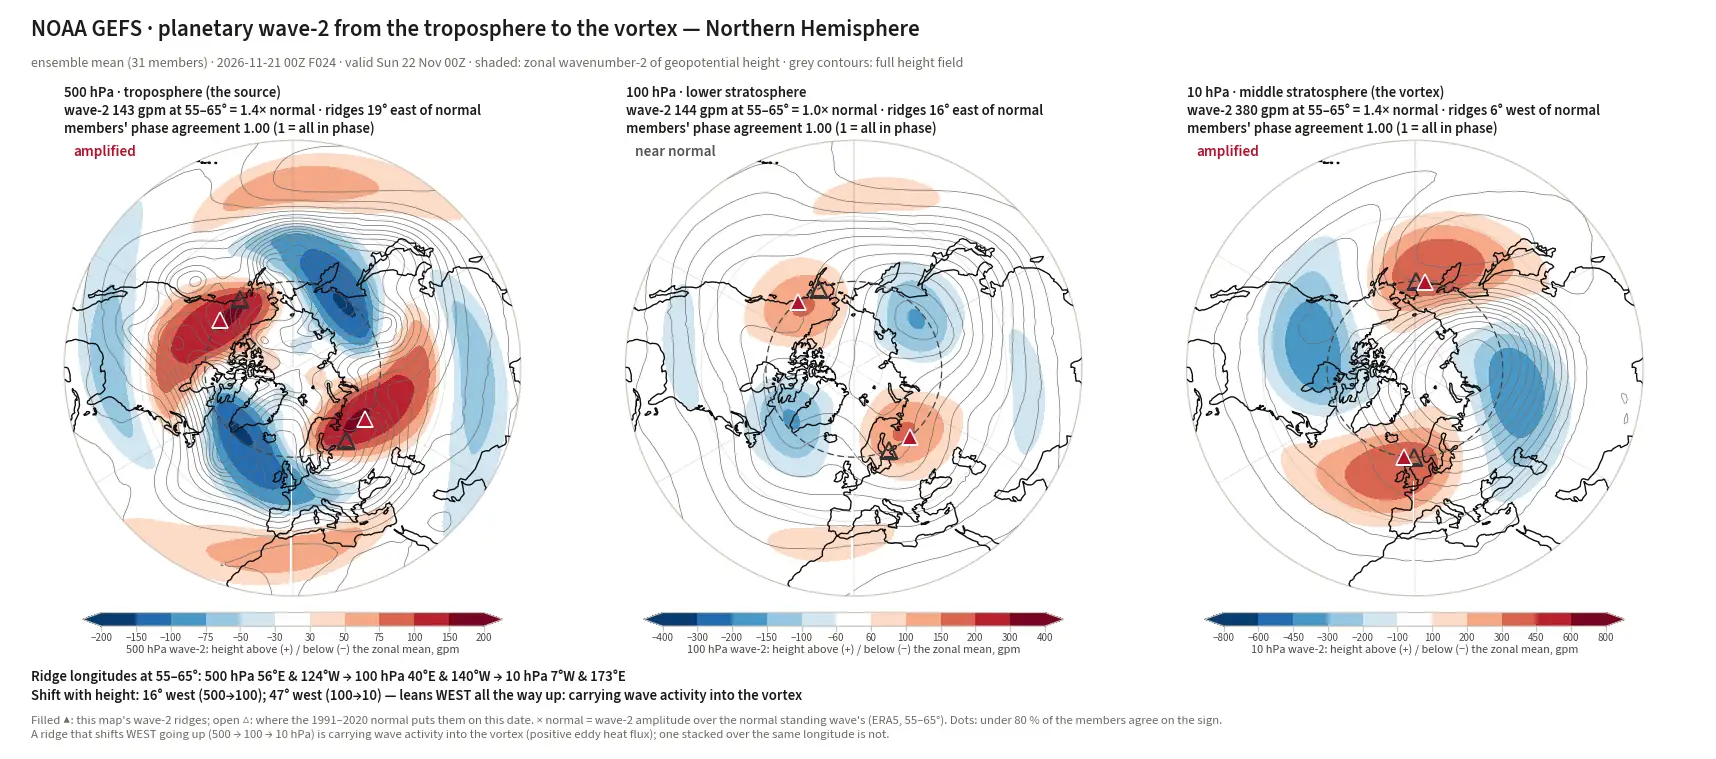 NOAA GEFS · planetary wave-2 from the troposphere to the vortex — Northern Hemisphere
ensemble mean (31 members) · 2026-11-21 00Z F024 · valid Sun 22 Nov 00Z · shaded: zonal wavenumber-2 of geopotential height · grey contours: full height field
500 hPa · troposphere (the source)
wave-2 143 gpm at 55–65° = 1.4× normal · ridges 19° east of normal
members' phase agreement 1.00 (1 = all in phase)
amplified
100 hPa · lower stratosphere
wave-2 144 gpm at 55–65° = 1.0× normal · ridges 16° east of normal
members' phase agreement 1.00 (1 = all in phase)
near normal
10 hPa · middle stratosphere (the vortex)
wave-2 380 gpm at 55–65° = 1.4× normal · ridges 6° west of normal
members' phase agreement 1.00 (1 = all in phase)
amplified
−200 −150 −100 −75 −50 −30 30 50 75 100 150 200
500 hPa wave-2: height above (+) / below (−) the zonal mean, gpm
−400 −300 −200 −150 −100 −60 60 100 150 200 300 400
100 hPa wave-2: height above (+) / below (−) the zonal mean, gpm
−800 −600 −450 −300 −200 −100 100 200 300 450 600 800
10 hPa wave-2: height above (+) / below (−) the zonal mean, gpm
Ridge longitudes at 55–65°: 500 hPa 56°E & 124°W → 100 hPa 40°E & 140°W → 10 hPa 7°W & 173°E
Shift with height: 16° west (500→100); 47° west (100→10) — leans WEST all the way up: carrying wave activity into the vortex
Filled ▲: this map's wave-2 ridges; open △: where the 1991–2020 normal puts them on this date. × normal = wave-2 amplitude over the normal standing wave's (ERA5, 55–65°). Dots: under 80 % of the members agree on the sign.
A ridge that shifts WEST going up (500 → 100 → 10 hPa) is carrying wave activity into the vortex (positive eddy heat flux); one stacked over the same longitude is not.